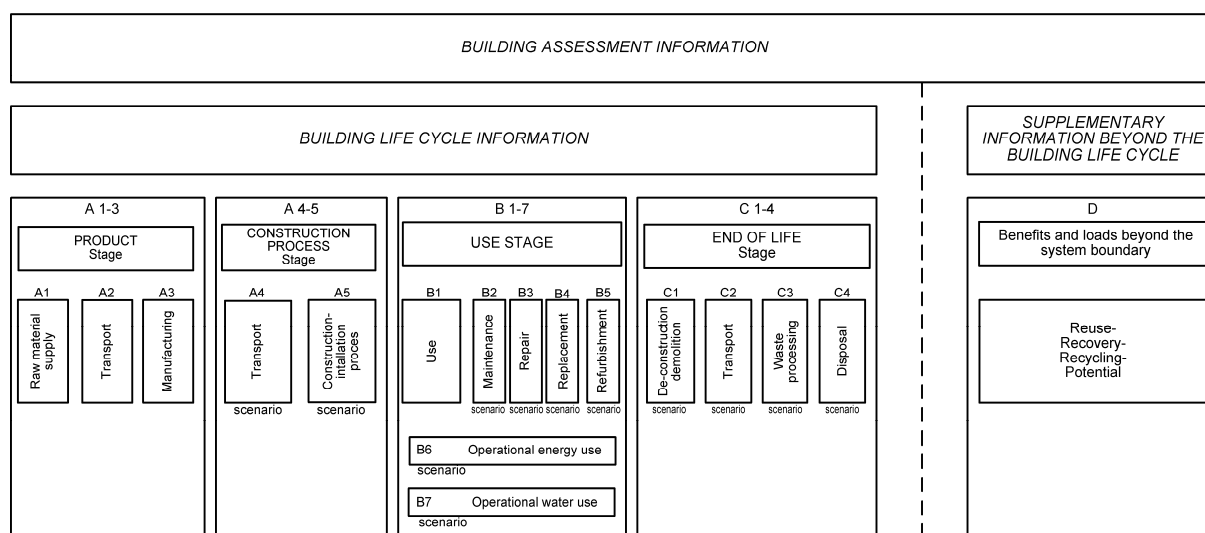 BUILDING ASSESSMENT INFORMATION
BUILDING LIFE CYCLE INFORMATION
SUPPLEMENTARY
INFORMATION BEYOND THE
BUILDING LIFE CYCLE
A 1-3
PRODUCT
Stage
A1
Raw material
supply
A2
Transport
A3
Manufacturing
A 4-5
CONSTRUCTION
PROCESS
Stage
A4
Transport
scenario
A5
Construction-
intallation
proces
scenario
B 1-7
USE STAGE
B1
Use
B2
Maintenance
scenario
B3
Repair
scenario
B4
Replacement
scenario
B5
Refurbishment
scenario
B6 Operational energy use
scenario
B7 Operational water use
scenario
C 1-4
END OF LIFE
Stage
C1
De-construction
demolition
scenario
C2
Transport
scenario
C3
Waste
processing
scenario
C4
Disposal
scenario
D
Benefits and loads beyond the
system boundary
Reuse-
Recovery-
Recycling-
Potential